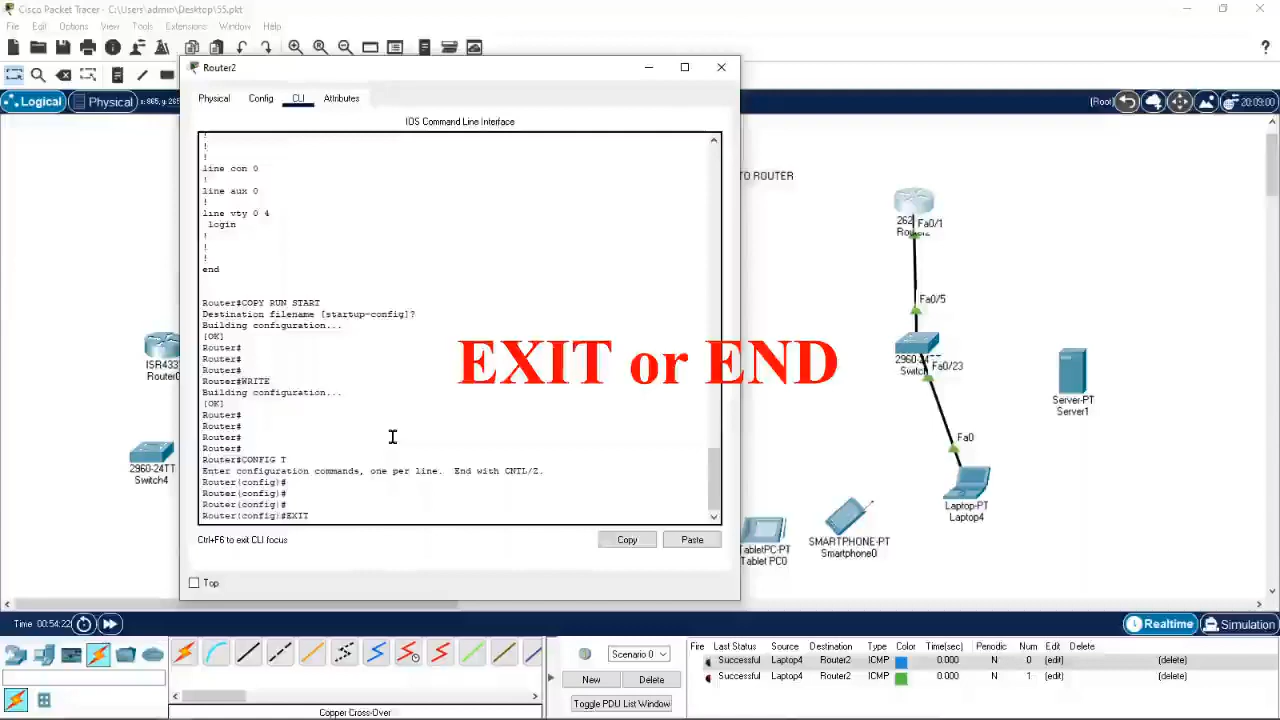 Cisco Packet Tracer - C:\Users\admin\Desktop\55.pkt
File Edit Options View Tools Extensions Window Help
Logical
Physical
[Root]
20:09:00
Router2
Physical Config CLI Attributes
IOS Command Line Interface
!
!
!
line con 0
!
line aux 0
!
line vty 0 4
login
!
!
!
end
Router#COPY RUN START
Destination filename [startup-config]?
Building configuration...
[OK]
Router#
Router#
Router#
Router#WRITE
Building configuration...
[OK]
Router#
Router#
Router#
Router#
Router#CONFIG T
Enter configuration commands, one per line. End with CNTL/Z.
Router(config)#
Router(config)#
Router(config)#
Router(config)#EXIT
EXIT or END
Ctrl+F6 to exit CLI focus
Copy
Paste
Top
TO ROUTER
Fa0/1
Fa0/5
Fa0/23
Fa0
Laptop-PT
Laptop4
Server-PT
Server1
TabletPC-PT
Tablet PC0
SMARTPHONE-PT
Smartphone0
2960-24TT
Switch4
Time: 00:54:22
Realtime
Simulation
Scenario 0
New
Delete
Toggle PDU List Window
Copper Cross-Over
Fire Last Status Source Destination Type Color Time(sec) Periodic Num Edit Delete
Successful Laptop4 Router2 ICMP 0.000 N 0 (edit) (delete)
Successful Laptop4 Router2 ICMP 0.000 N 1 (edit) (delete)